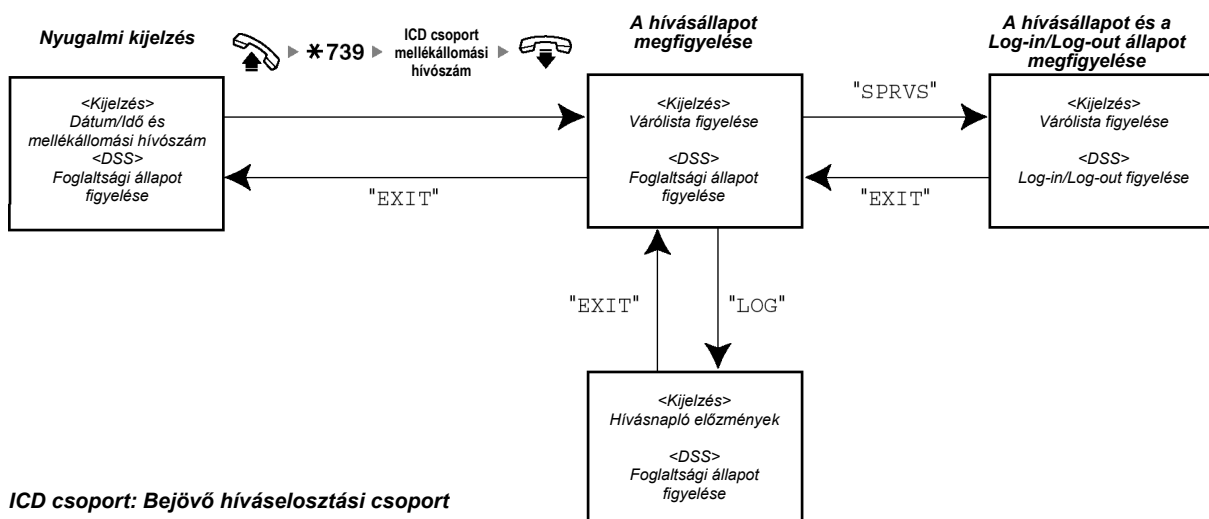 Nyugalmi kijelzés
✱739
ICD csoport
mellékállomási
hívószám
A hívásállapot
megfigyelése
A hívásállapot és a
Log-in/Log-out állapot
megfigyelése
<Kijelzés>
Dátum/Idő és
mellékállomási hívószám
<DSS>
Foglaltsági állapot
figyelése
"EXIT"
<Kijelzés>
Várólista figyelése
<DSS>
Foglaltsági állapot
figyelése
"SPRVS"
"EXIT"
<Kijelzés>
Várólista figyelése
<DSS>
Log-in/Log-out figyelése
"EXIT"
"LOG"
<Kijelzés>
Hívásnapló előzmények
<DSS>
Foglaltsági állapot
figyelése
ICD csoport: Bejövő híváselosztási csoport